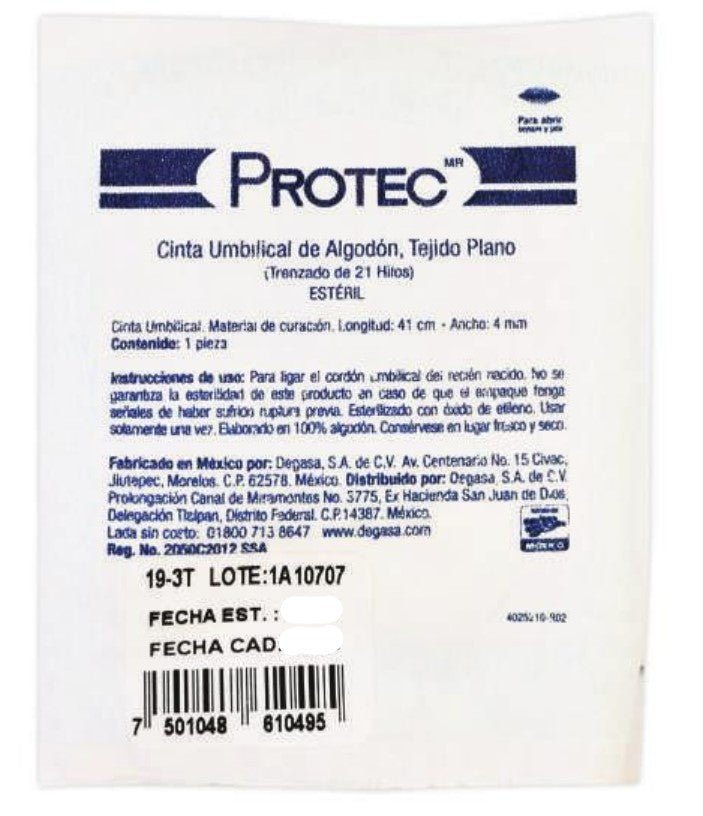 Para abrir
PROTEC MR
Cinta Umbilical de Algodón, Tejido Plano
(Trenzado de 21 Hilos)
ESTÉRIL
Cinta Umbilical. Material de curación. Longitud: 41 cm - Ancho: 4 mm
Contenido: 1 pieza
Instrucciones de uso: Para ligar el cordón umbilical del recién nacido. No se
garantiza la esterilidad de este producto en caso de que el empaque tenga
señales de haber sufrido ruptura previa. Esterilizado con óxido de etileno. Usar
solamente una vez. Elaborado en 100% algodón. Consérvese en lugar fresco y seco.
Fabricado en México por: Degasa, S.A. de C.V. Av. Centenario No. 15 Civac,
Jiutepec, Morelos. C.P. 62578. México. Distribuido por: Degasa, S.A. de C.V.
Prolongación Canal de Miramontes No. 3775, Ex Hacienda San Juan de Dios,
Delegación Tlalpan, Distrito Federal. C.P.14387. México.
Lada sin costo: 01800 713 8647 www.degasa.com
Reg. No. 2050C2012 SSA
MÉXICO
19-3T LOTE:1A10707
FECHA EST. :
FECHA CAD.
7 501048 610495